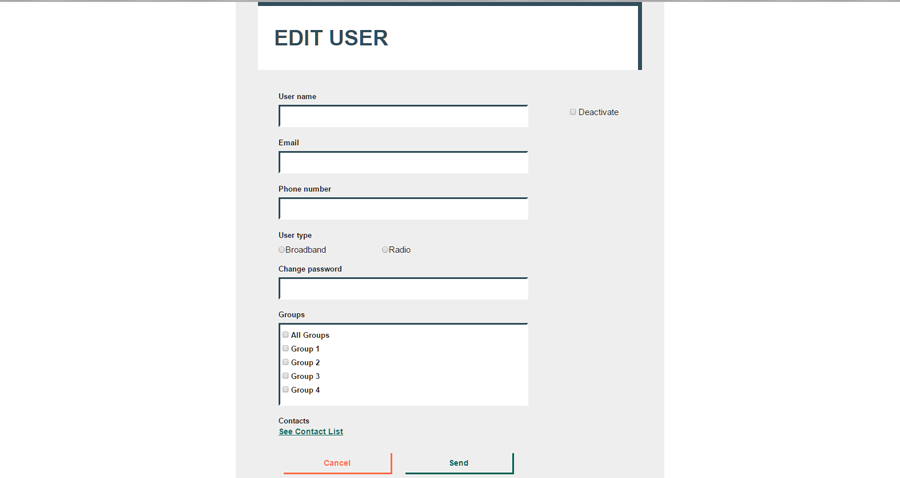 EDIT USER
User name
Deactivate
Email
Phone number
User type
Broadband Radio
Change password
Groups
All Groups
Group 1
Group 2
Group 3
Group 4
Contacts
See Contact List
Cancel Send